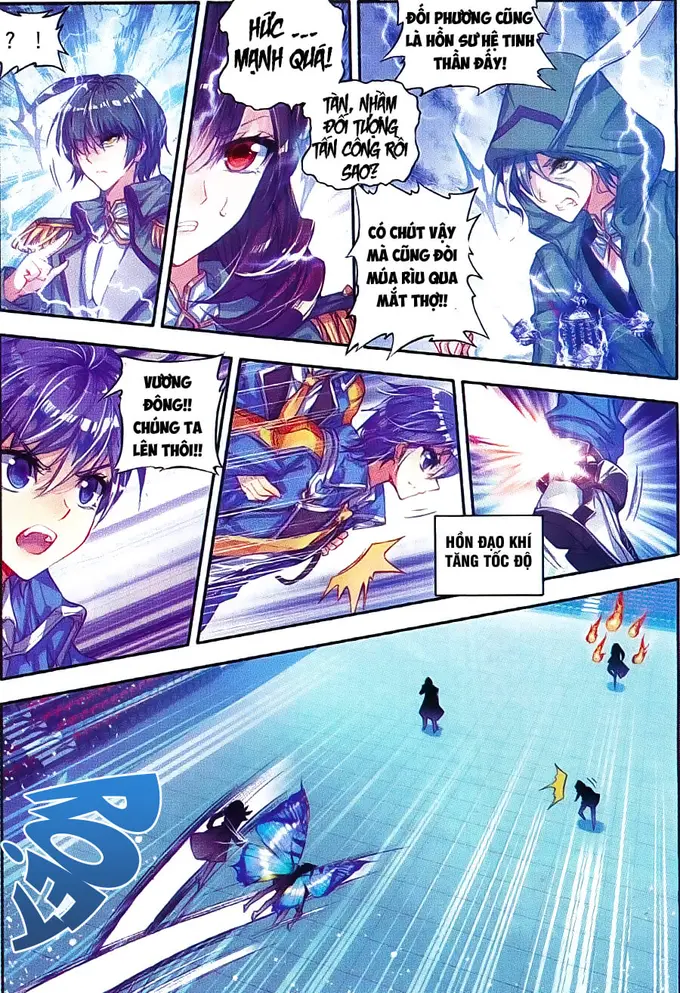 ? !
HỨC ...
MẠNH QUÁ!
ĐỐI PHƯƠNG CŨNG
LÀ HỒN SƯ HỆ TINH
THẦN ĐẤY!
TÀN, NHẦM
ĐỐI TƯỢNG
TẤN CÔNG RỒI
SAO?
CÓ CHÚT VẬY
MÀ CŨNG ĐÒI
MÚA RÌU QUA
MẮT THỢ!!
VƯƠNG
ĐÔNG!!
CHÚNG TA
LÊN THÔI!!
HỒN ĐẠO KHÍ
TĂNG TỐC ĐỘ
ROẸT